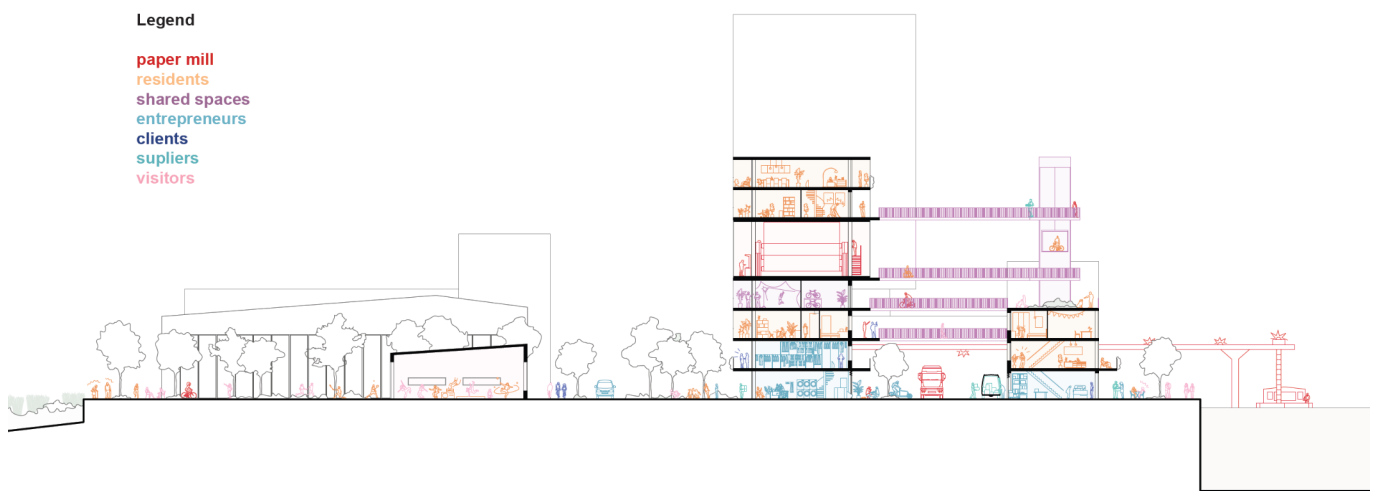 Legend
paper mill
residents
shared spaces
entrepreneurs
clients
supliers
visitors